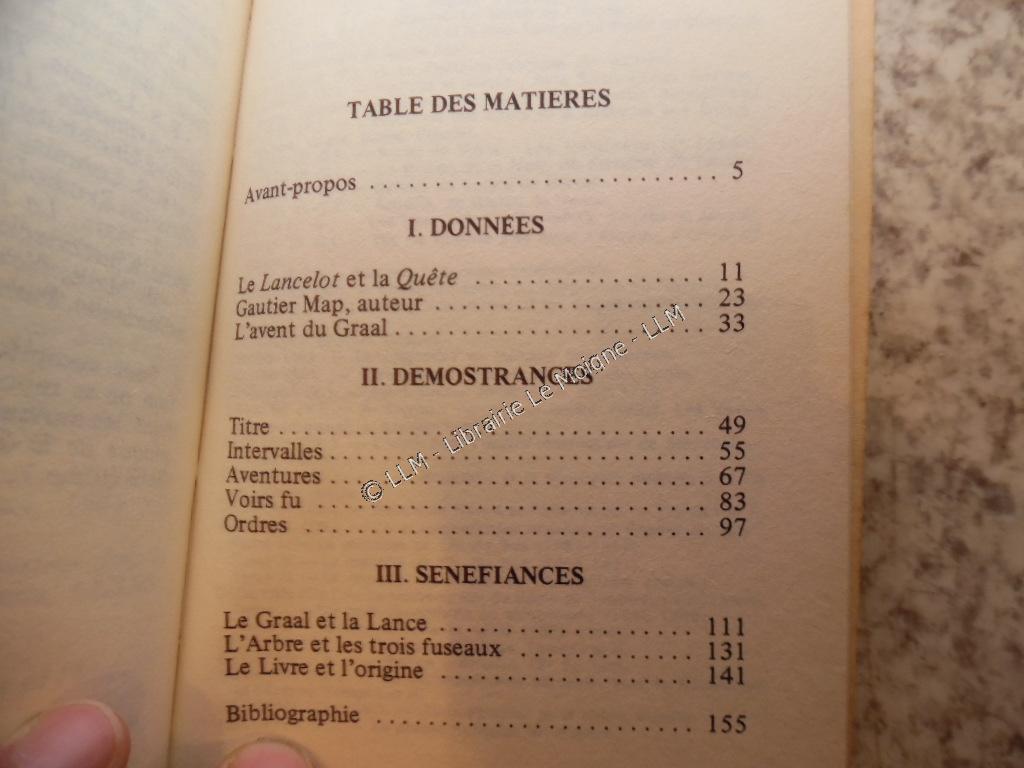 TABLE DES MATIERES
Avant-propos . . . . . . . . . . . . . . . . . . . . . . . . . . . 5
I. DONNÉES
Le Lancelot et la Quête . . . . . . . . . . . . . . . . . . 11
Gautier Map, auteur . . . . . . . . . . . . . . . . . . . . . 23
L'avent du Graal . . . . . . . . . . . . . . . . . . . . . . . . 33
II. DEMOSTRANCES
Titre . . . . . . . . . . . . . . . . . . . . . . . . . . . . . . . 49
Intervalles . . . . . . . . . . . . . . . . . . . . . . . . . . . 55
Aventures . . . . . . . . . . . . . . . . . . . . . . . . . . . . 67
Voirs fu . . . . . . . . . . . . . . . . . . . . . . . . . . . . . 83
Ordres . . . . . . . . . . . . . . . . . . . . . . . . . . . . . . 97
III. SENEFIANCES
Le Graal et la Lance . . . . . . . . . . . . . . . . . . . . 111
L'Arbre et les trois fuseaux . . . . . . . . . . . . . . 131
Le Livre et l'origine . . . . . . . . . . . . . . . . . . . . 141
Bibliographie . . . . . . . . . . . . . . . . . . . . . . . . . 155
© LLM - Librairie Le Moigne - LLM